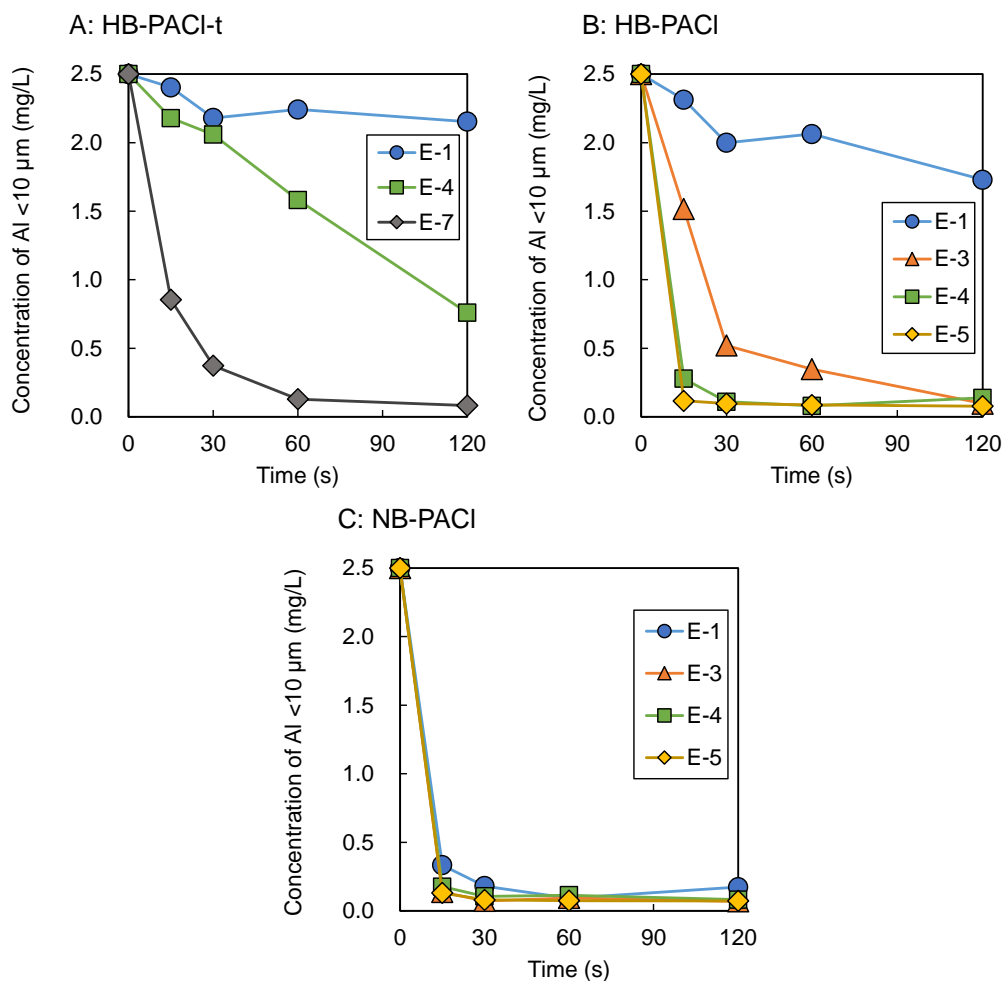 A: HB-PACl-t
Concentration of Al <10 µm (mg/L)
2.5
2.0
1.5
1.0
0.5
0.0
E-1
E-4
E-7
0 30 60 90 120
Time (s)
B: HB-PACl
Concentration of Al <10 µm (mg/L)
2.5
2.0
1.5
1.0
0.5
0.0
E-1
E-3
E-4
E-5
0 30 60 90 120
Time (s)
C: NB-PACl
Concentration of Al <10 µm (mg/L)
2.5
2.0
1.5
1.0
0.5
0.0
E-1
E-3
E-4
E-5
0 30 60 90 120
Time (s)